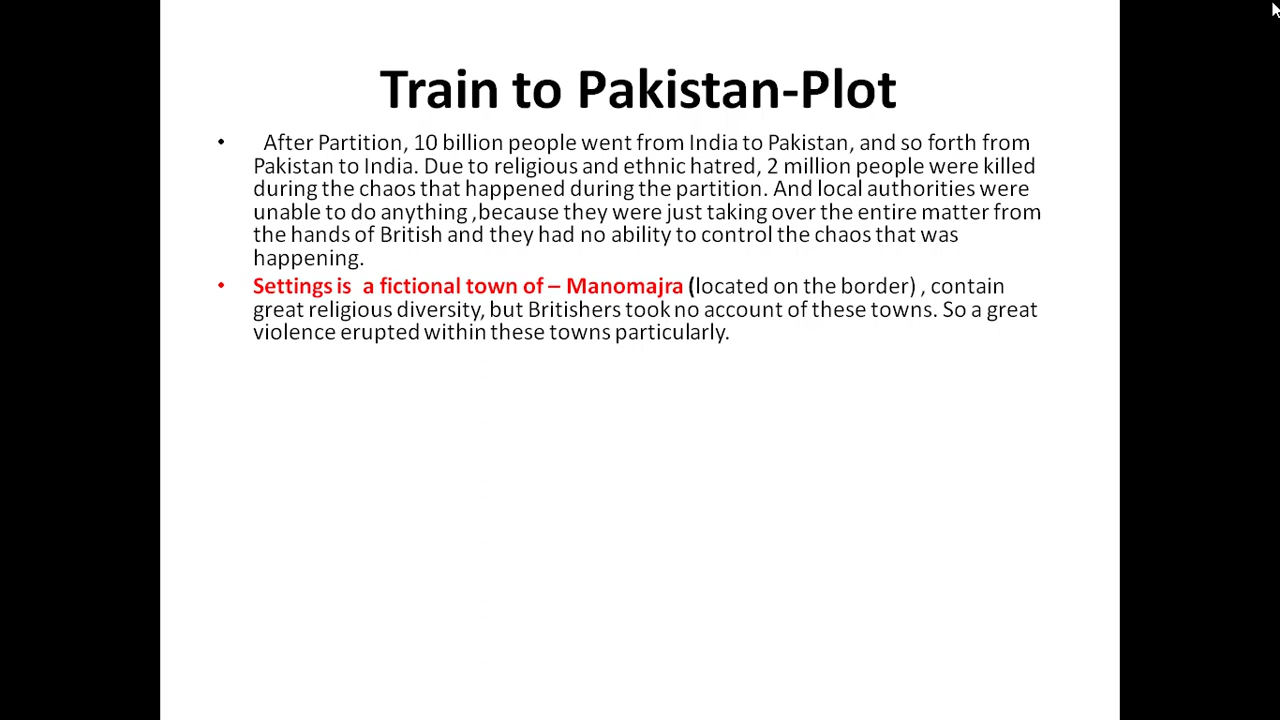 Train to Pakistan-Plot
• After Partition, 10 billion people went from India to Pakistan, and so forth from
Pakistan to India. Due to religious and ethnic hatred, 2 million people were killed
during the chaos that happened during the partition. And local authorities were
unable to do anything ,because they were just taking over the entire matter from
the hands of British and they had no ability to control the chaos that was
happening.
• Settings is a fictional town of – Manomajra (located on the border) , contain
great religious diversity, but Britishers took no account of these towns. So a great
violence erupted within these towns particularly.